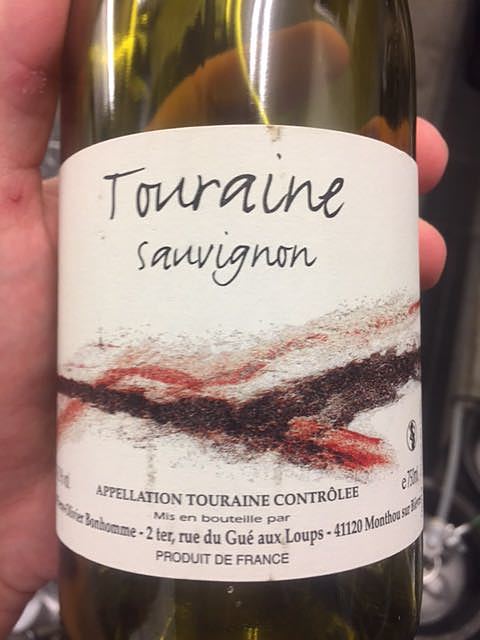 Touraine
sauvignon
APPELLATION TOURAINE CONTRÔLEE
e 750
Mis en bouteille par
Bonhomme - 2 ter, rue du Gué aux Loups - 41120 Monthou sur
PRODUIT DE FRANCE